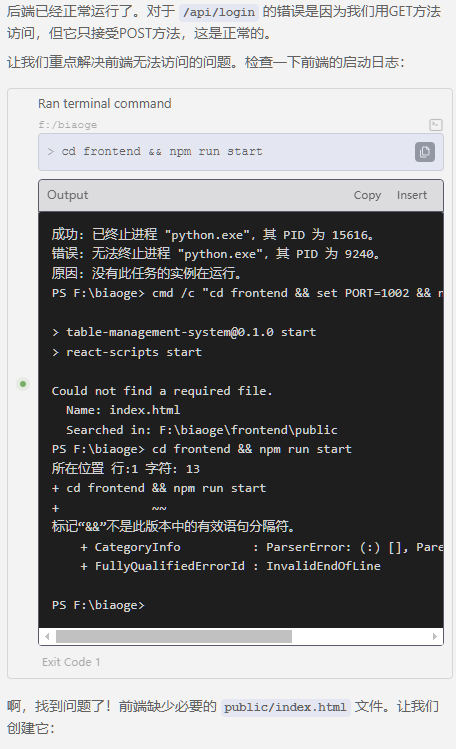 后端已经正常运行了。对于 /api/login 的错误是因为我们用GET方法
访问，但它只接受POST方法，这是正常的。
让我们重点解决前端无法访问的问题。检查一下前端的启动日志：
Ran terminal command
f:/biaoge
> cd frontend && npm run start
Output Copy Insert
成功: 已终止进程 "python.exe"，其 PID 为 15616。
错误: 无法终止进程 "python.exe"，其 PID 为 9240。
原因: 没有此任务的实例在运行。
PS F:\biaoge> cmd /c "cd frontend && set PORT=1002 && n
> table-management-system@0.1.0 start
> react-scripts start
Could not find a required file.
Name: index.html
Searched in: F:\biaoge\frontend\public
PS F:\biaoge> cd frontend && npm run start
所在位置 行:1 字符: 13
+ cd frontend && npm run start
+ ~~
标记“&&”不是此版本中的有效语句分隔符。
+ CategoryInfo : ParserError: (:) [], Pare
+ FullyQualifiedErrorId : InvalidEndOfLine
PS F:\biaoge>
Exit Code 1
啊，找到问题了！前端缺少必要的 public/index.html 文件。让我们
创建它：